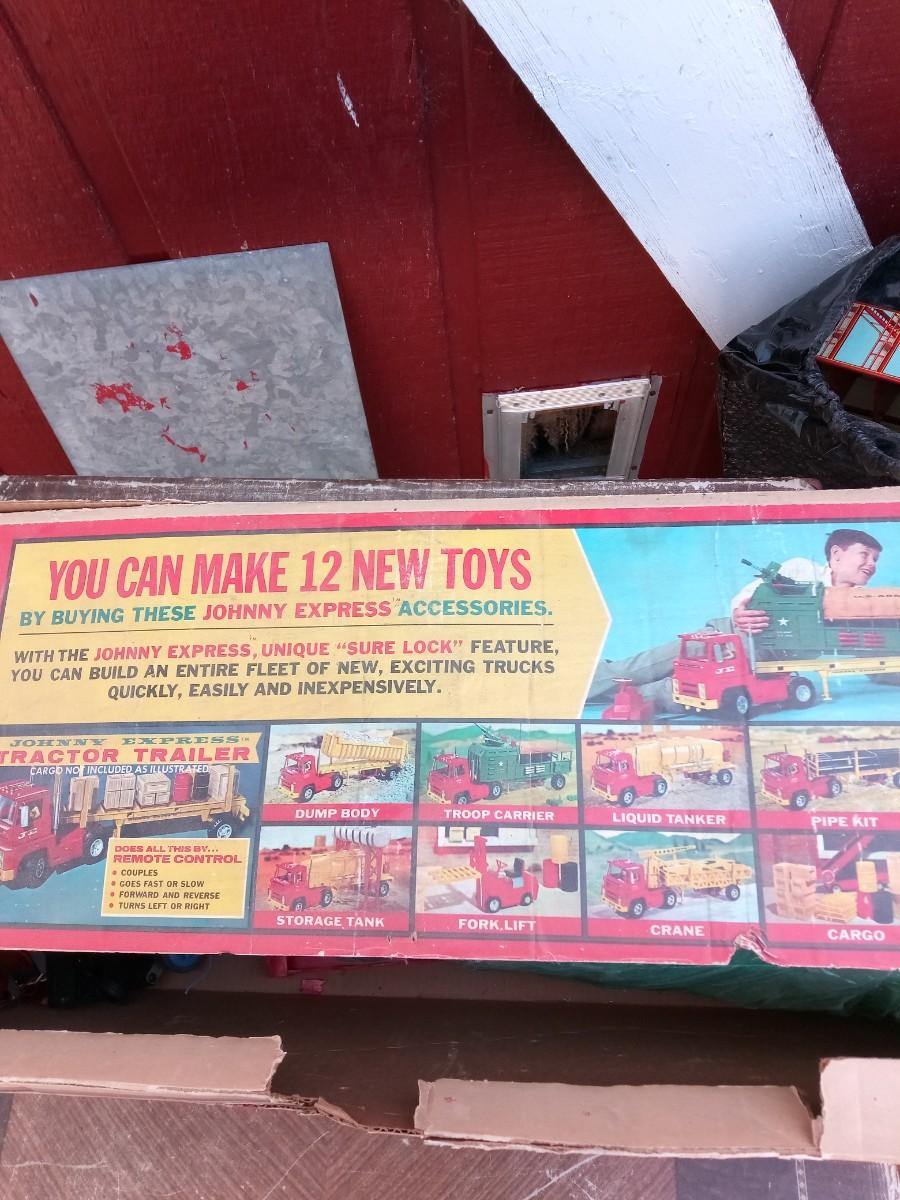 YOU CAN MAKE 12 NEW TOYS
BY BUYING THESE JOHNNY EXPRESS™ ACCESSORIES.
WITH THE JOHNNY EXPRESS,™ UNIQUE “SURE LOCK” FEATURE,
YOU CAN BUILD AN ENTIRE FLEET OF NEW, EXCITING TRUCKS
QUICKLY, EASILY AND INEXPENSIVELY.
JOHNNY EXPRESS™
TRACTOR TRAILER
CARGO NOT INCLUDED AS ILLUSTRATED
DOES ALL THIS BY...
REMOTE CONTROL
• COUPLES
• GOES FAST OR SLOW
• FORWARD AND REVERSE
• TURNS LEFT OR RIGHT
DUMP BODY
TROOP CARRIER
LIQUID TANKER
PIPE KIT
STORAGE TANK
FORK LIFT
CRANE
CARGO